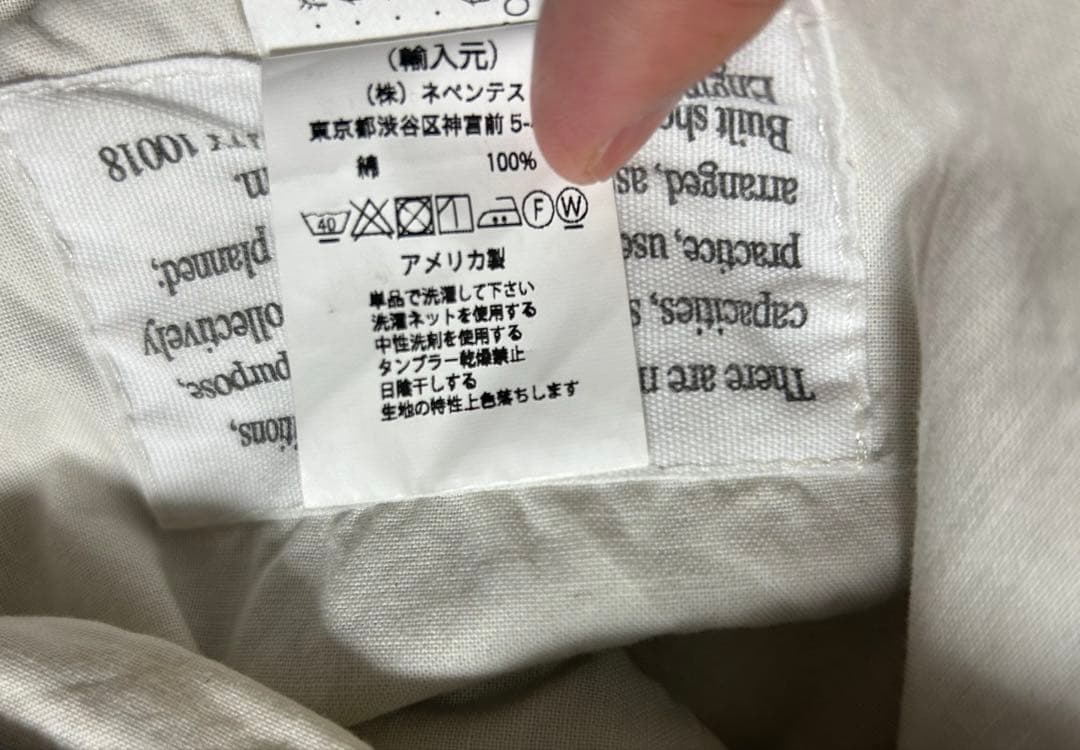 (輸入元)
(株) ネペンテス
東京都渋谷区神宮前 5-
綿 100%
40 F W
アメリカ製
単品で洗濯して下さい
洗濯ネットを使用する
中性洗剤を使用する
タンブラー乾燥禁止
日陰干しする
生地の特性上色落ちします
There are
capacities,
practice, use
arranged, as
Built
planned,
ollectively
purpose,
itions,
10018